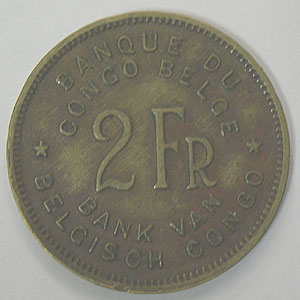 BANQUE DU
CONGO BELGE
2 FR
BANK VAN
BELGISCH CONGO